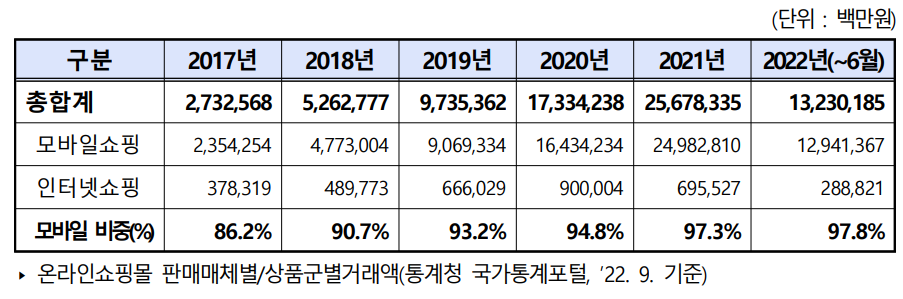 (단위 : 백만원)
구분 2017년 2018년 2019년 2020년 2021년 2022년(~6월)
총합계 2,732,568 5,262,777 9,735,362 17,334,238 25,678,335 13,230,185
모바일쇼핑 2,354,254 4,773,004 9,069,334 16,434,234 24,982,810 12,941,367
인터넷쇼핑 378,319 489,773 666,029 900,004 695,527 288,821
모바일 비중(%) 86.2% 90.7% 93.2% 94.8% 97.3% 97.8%
▸ 온라인쇼핑몰 판매매체별/상품군별거래액(통계청 국가통계포털, ’22. 9. 기준)